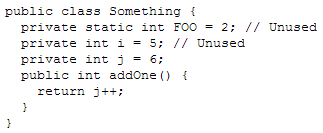 public class Something {
  private static int FOO = 2; // Unused
  private int i = 5; // Unused
  private int j = 6;
  public int addOne() {
    return j++;
  }
}